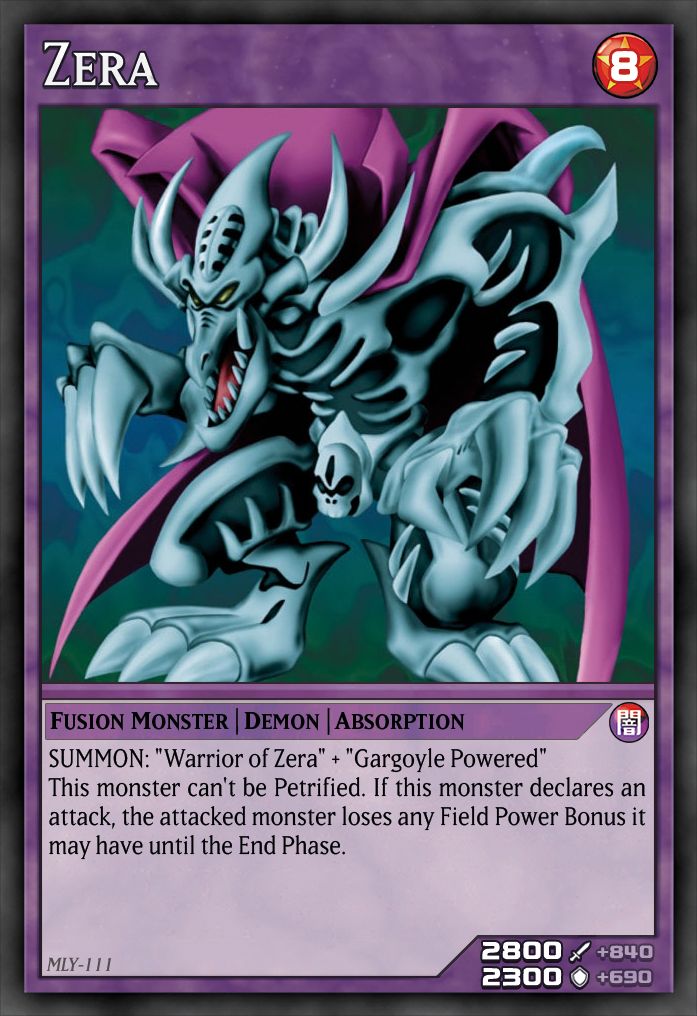 Zera 8
Fusion Monster | Demon | Absorption 闇
SUMMON: "Warrior of Zera" + "Gargoyle Powered"
This monster can't be Petrified. If this monster declares an
attack, the attacked monster loses any Field Power Bonus it
may have until the End Phase.
2800 +840
MLY-111
2300 +690